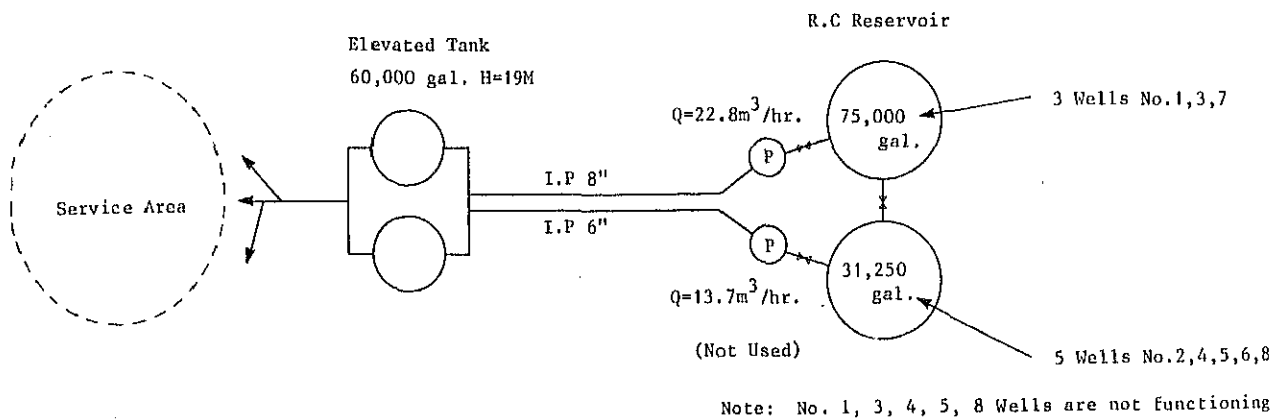 R.C Reservoir
Elevated Tank
60,000 gal. H=19M
Q=22.8m³/hr.
75,000
gal.
3 Wells No.1,3,7
P
I.P 8"
Service Area
I.P 6"
P
31,250
gal.
Q=13.7m³/hr.
(Not Used)
5 Wells No.2,4,5,6,8
Note: No. 1, 3, 4, 5, 8 Wells are not functioning